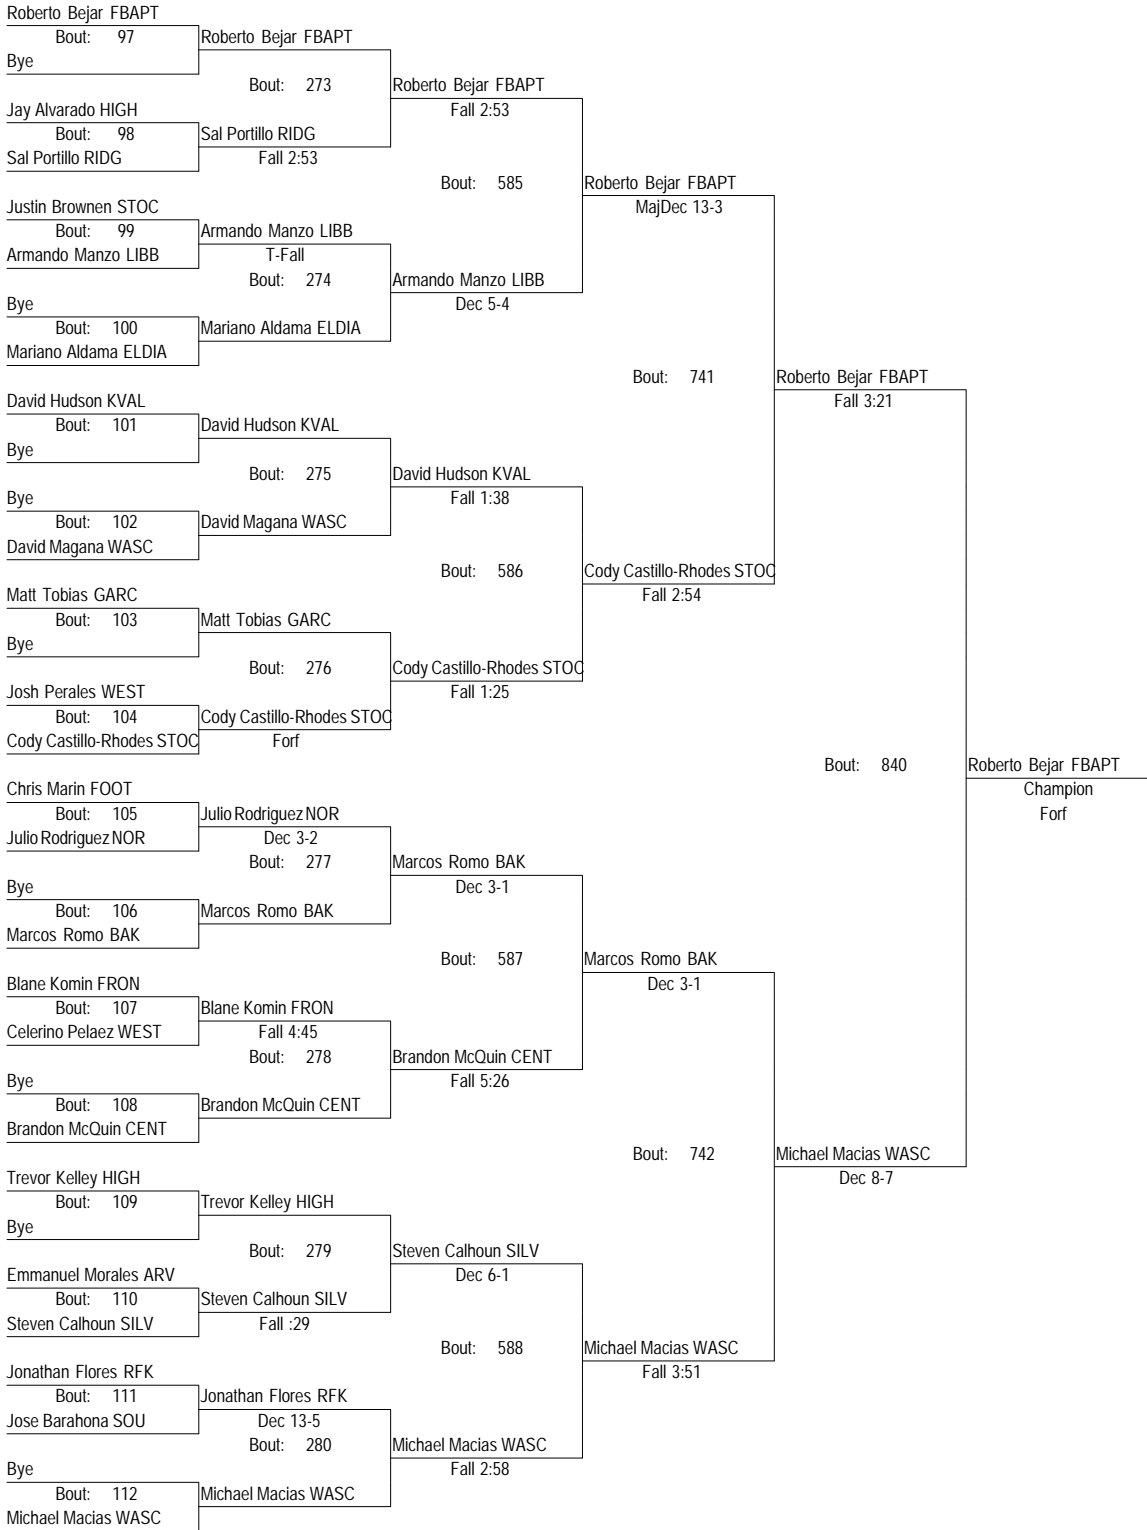 Roberto Bejar FBAPT
Bout: 97
Roberto Bejar FBAPT
Bye
Bout: 273
Roberto Bejar FBAPT
Jay Alvarado HIGH
Fall 2:53
Bout: 98
Sal Portillo RIDG
Sal Portillo RIDG
Fall 2:53
Bout: 585
Roberto Bejar FBAPT
Justin Brownen STOC
MajDec 13-3
Bout: 99
Armando Manzo LIBB
Armando Manzo LIBB
T-Fall
Bout: 274
Armando Manzo LIBB
Bye
Dec 5-4
Bout: 100
Mariano Aldama ELDIA
Mariano Aldama ELDIA
Bout: 741
Roberto Bejar FBAPT
David Hudson KVAL
Fall 3:21
Bout: 101
David Hudson KVAL
Bye
Bout: 275
David Hudson KVAL
Bye
Fall 1:38
Bout: 102
David Magana WASC
David Magana WASC
Bout: 586
Cody Castillo-Rhodes STOC
Matt Tobias GARC
Fall 2:54
Bout: 103
Matt Tobias GARC
Bye
Bout: 276
Cody Castillo-Rhodes STOC
Josh Perales WEST
Fall 1:25
Bout: 104
Cody Castillo-Rhodes STOC
Cody Castillo-Rhodes STOC
Forf
Bout: 840
Roberto Bejar FBAPT
Chris Marin FOOT
Champion
Bout: 105
Julio Rodriguez NOR
Forf
Julio Rodriguez NOR
Dec 3-2
Bout: 277
Marcos Romo BAK
Bye
Dec 3-1
Bout: 106
Marcos Romo BAK
Marcos Romo BAK
Bout: 587
Marcos Romo BAK
Blane Komin FRON
Dec 3-1
Bout: 107
Blane Komin FRON
Celerino Pelaez WEST
Fall 4:45
Bout: 278
Brandon McQuin CENT
Bye
Fall 5:26
Bout: 108
Brandon McQuin CENT
Brandon McQuin CENT
Bout: 742
Michael Macias WASC
Trevor Kelley HIGH
Dec 8-7
Bout: 109
Trevor Kelley HIGH
Bye
Bout: 279
Steven Calhoun SILV
Emmanuel Morales ARV
Dec 6-1
Bout: 110
Steven Calhoun SILV
Steven Calhoun SILV
Fall :29
Bout: 588
Michael Macias WASC
Jonathan Flores RFK
Fall 3:51
Bout: 111
Jonathan Flores RFK
Jose Barahona SOU
Dec 13-5
Bout: 280
Michael Macias WASC
Bye
Fall 2:58
Bout: 112
Michael Macias WASC
Michael Macias WASC